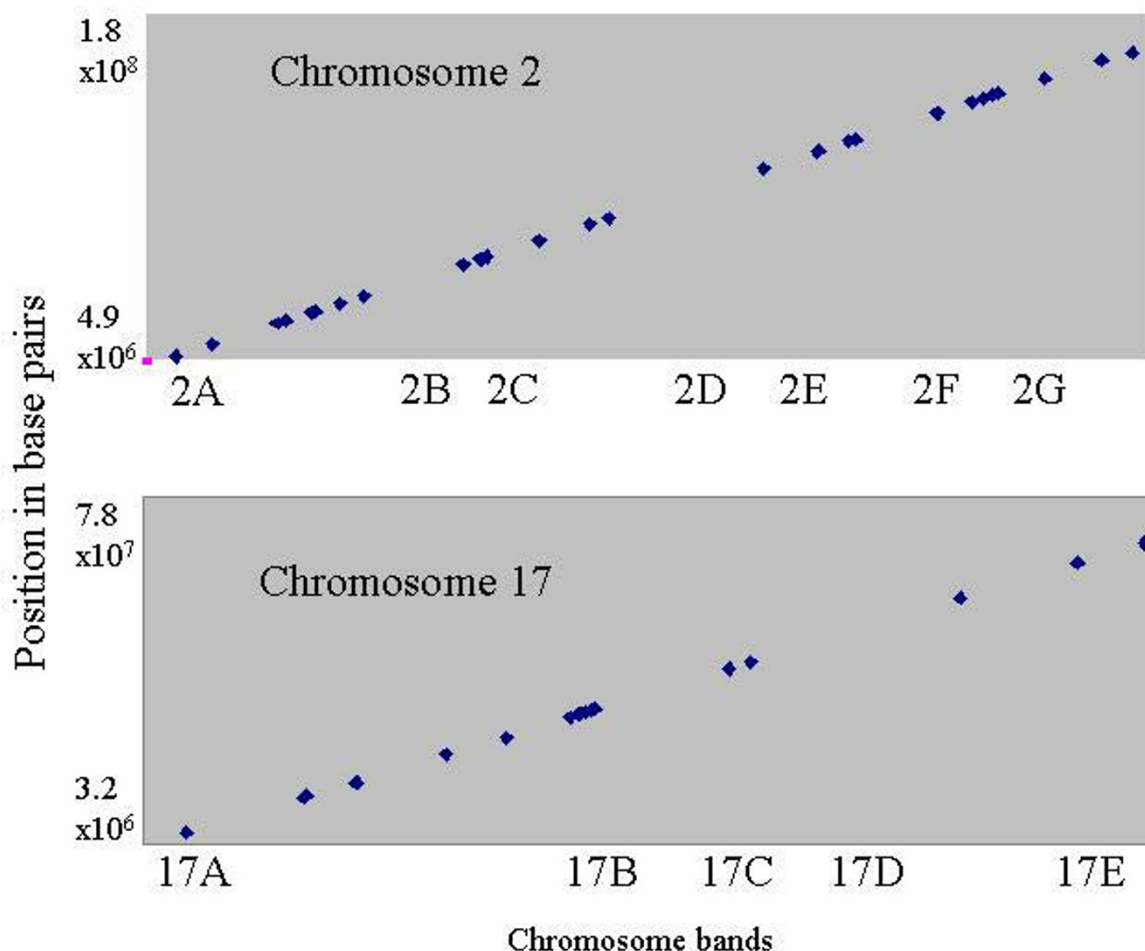 1.8
x10⁸
Chromosome 2
4.9
x10⁶
2A 2B 2C 2D 2E 2F 2G
Position in base pairs
7.8
x10⁷
Chromosome 17
3.2
x10⁶
17A 17B 17C 17D 17E
Chromosome bands